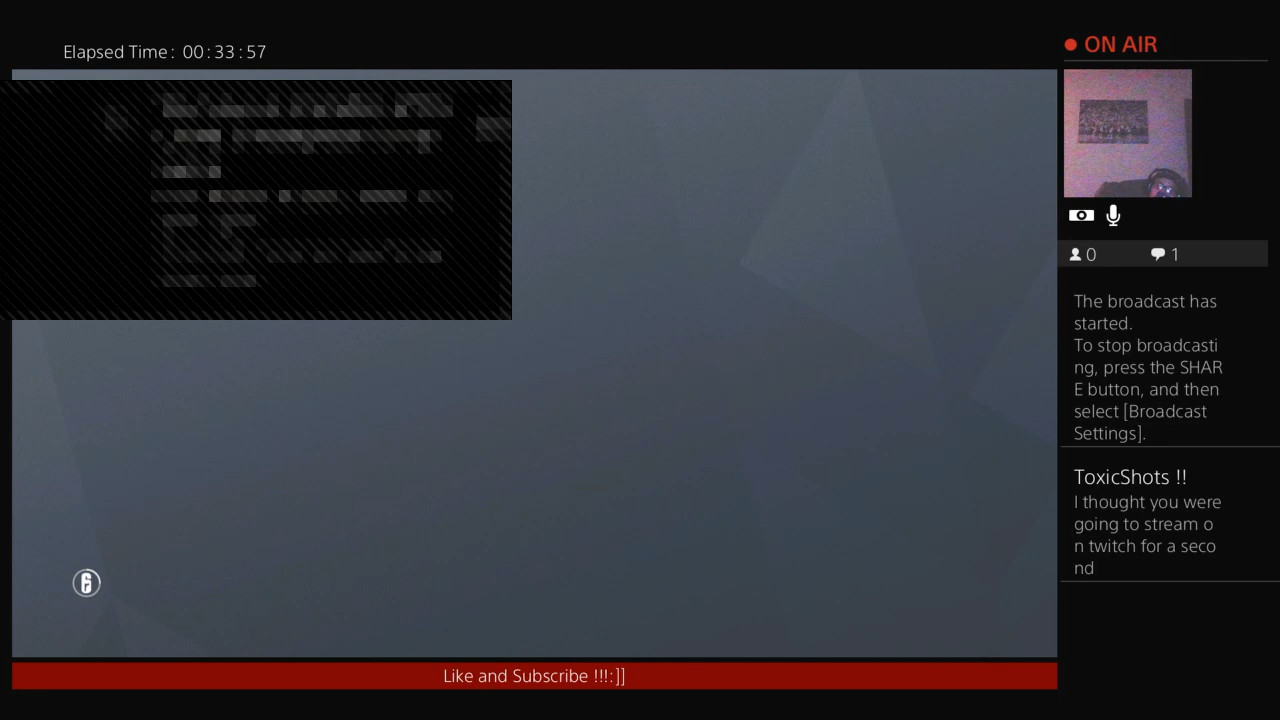 Elapsed Time: 00:33:57
ON AIR
0
1
The broadcast has
started.
To stop broadcasti
ng, press the SHAR
E button, and then
select [Broadcast
Settings].
ToxicShots !!
I thought you were
going to stream o
n twitch for a seco
nd
6
Like and Subscribe !!!:]]